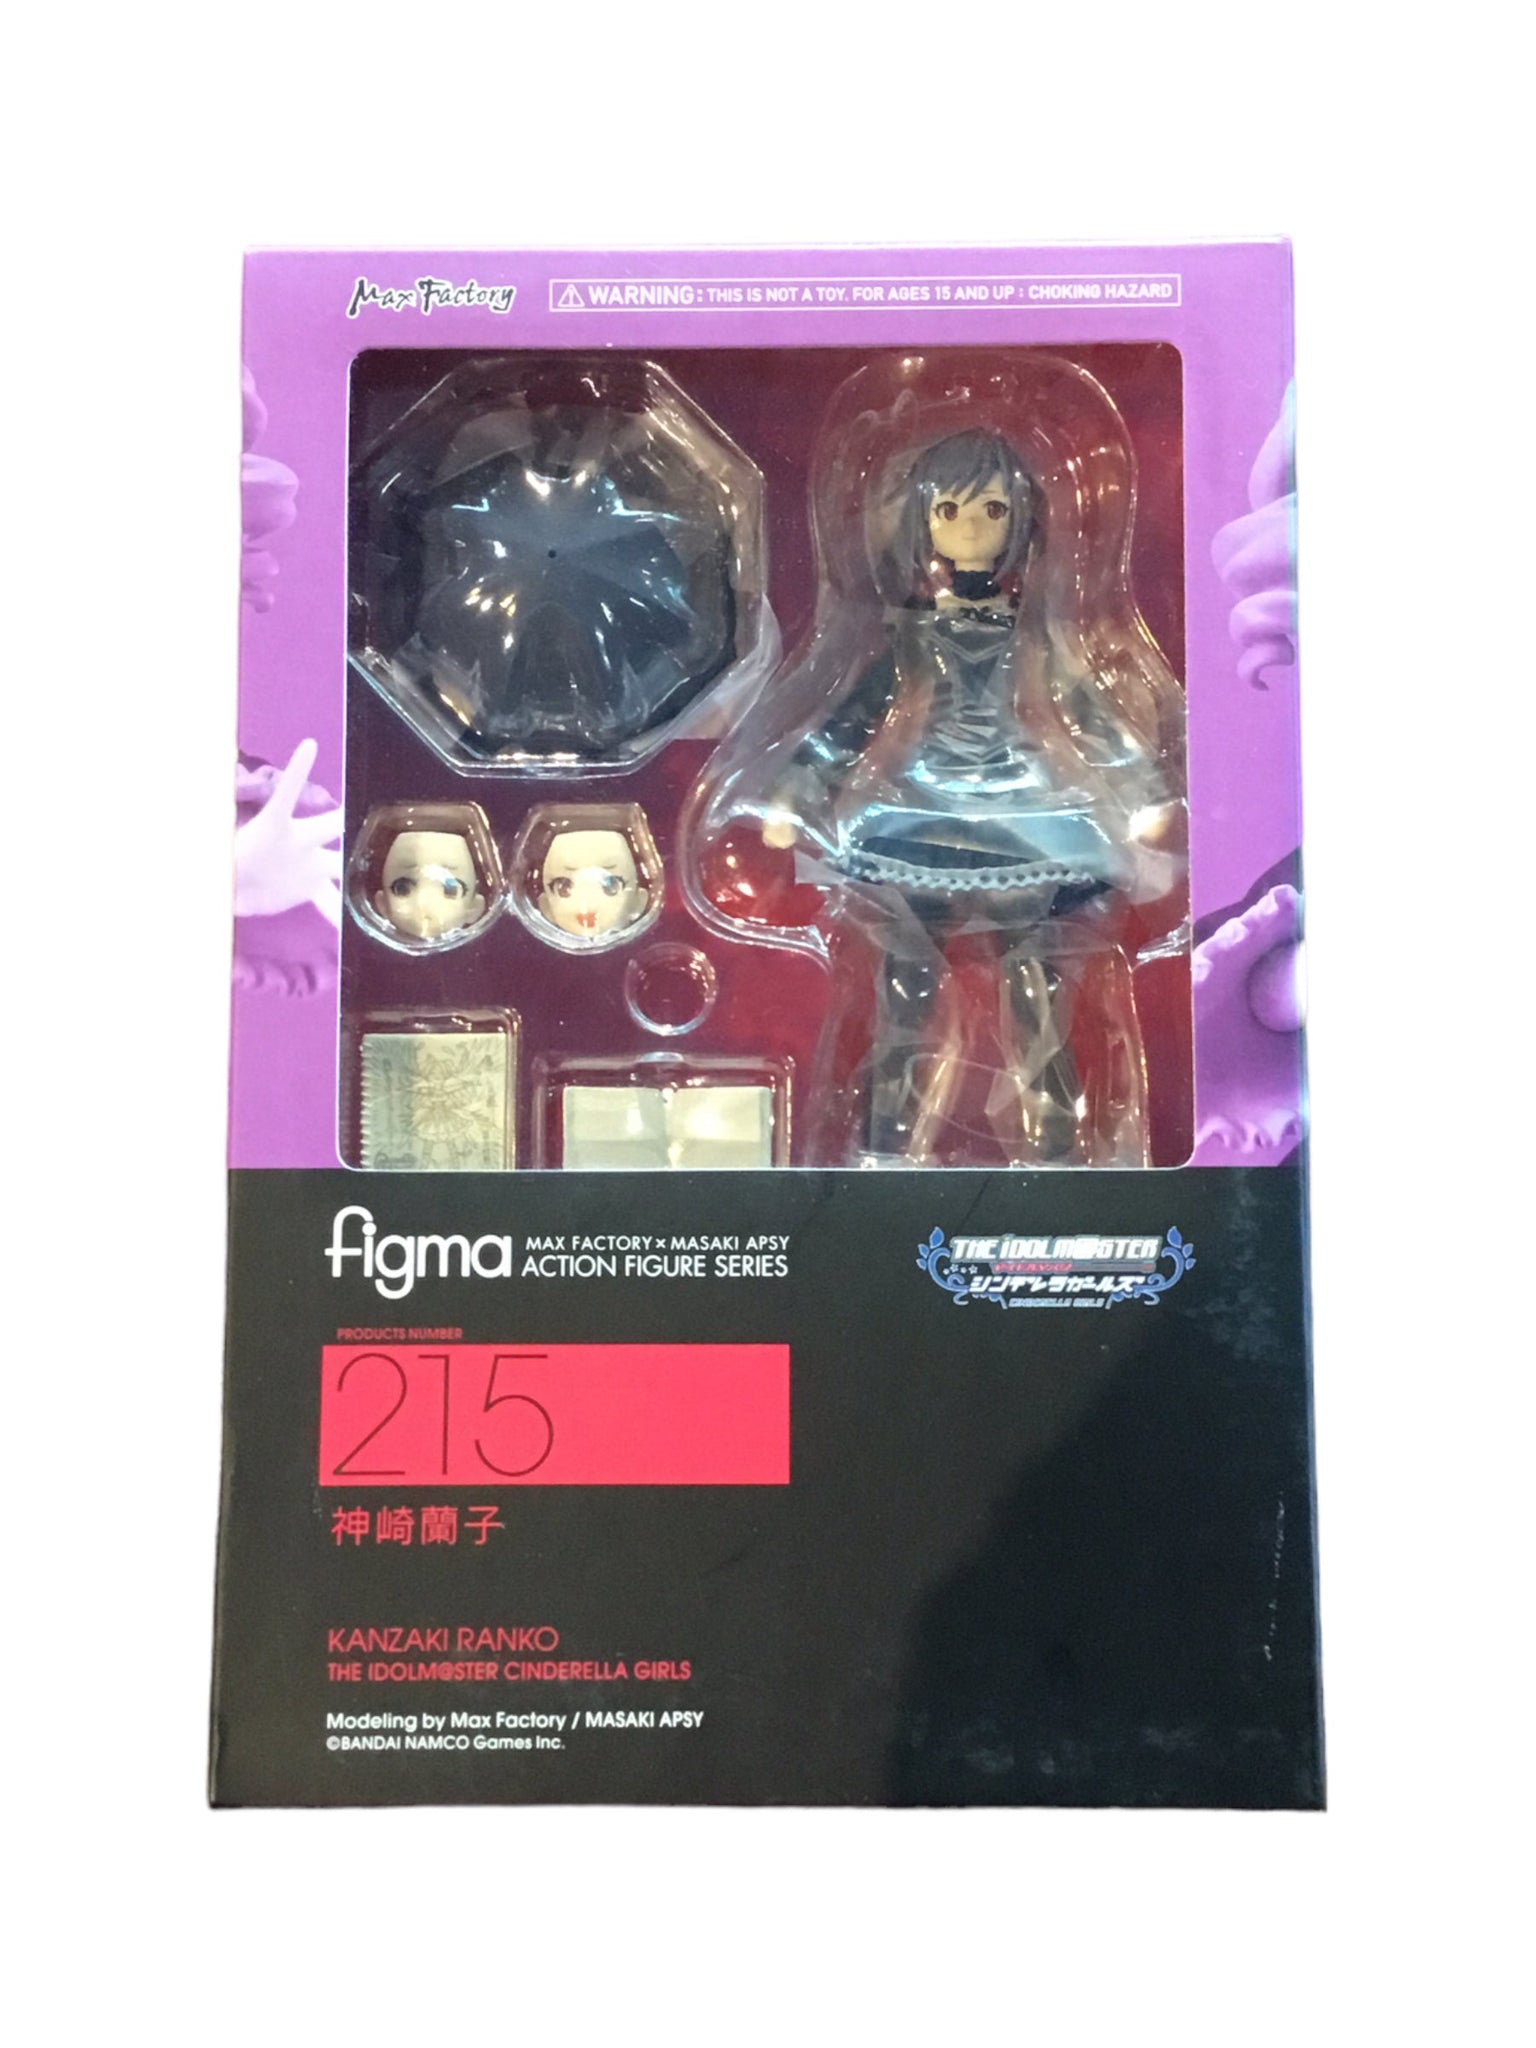 Max Factory
⚠ WARNING: THIS IS NOT A TOY. FOR AGES 15 AND UP : CHOKING HAZARD
figma
MAX FACTORY × MASAKI APSY
ACTION FIGURE SERIES
THE iDOLM@STER
シンデレラガールズ
CINDERELLA GIRLS
PRODUCTS NUMBER
215
神崎蘭子
KANZAKI RANKO
THE IDOLM@STER CINDERELLA GIRLS
Modeling by Max Factory / MASAKI APSY
©BANDAI NAMCO Games Inc.